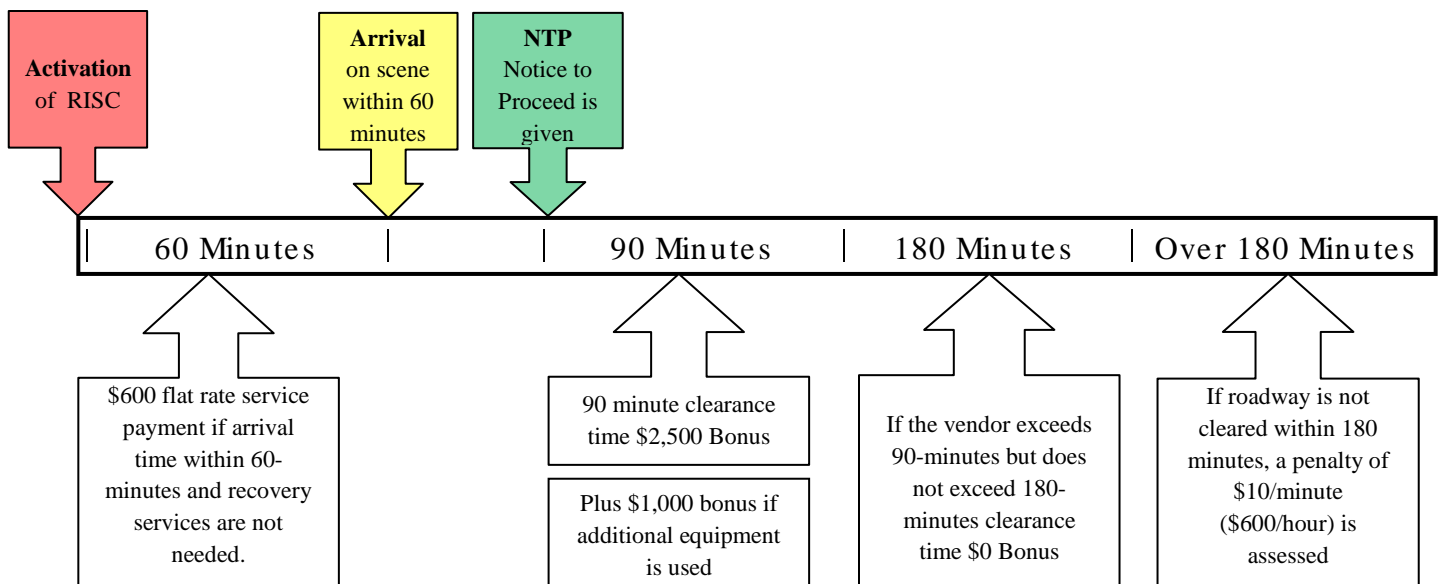 Activation
of RISC
Arrival
on scene
within 60
minutes
NTP
Notice to
Proceed is
given
60 Minutes
90 Minutes
180 Minutes
Over 180 Minutes
$600 flat rate service
payment if arrival
time within 60-
minutes and recovery
services are not
needed.
90 minute clearance
time $2,500 Bonus
Plus $1,000 bonus if
additional equipment
is used
If the vendor exceeds
90-minutes but does
not exceed 180-
minutes clearance
time $0 Bonus
If roadway is not
cleared within 180
minutes, a penalty of
$10/minute
($600/hour) is
assessed